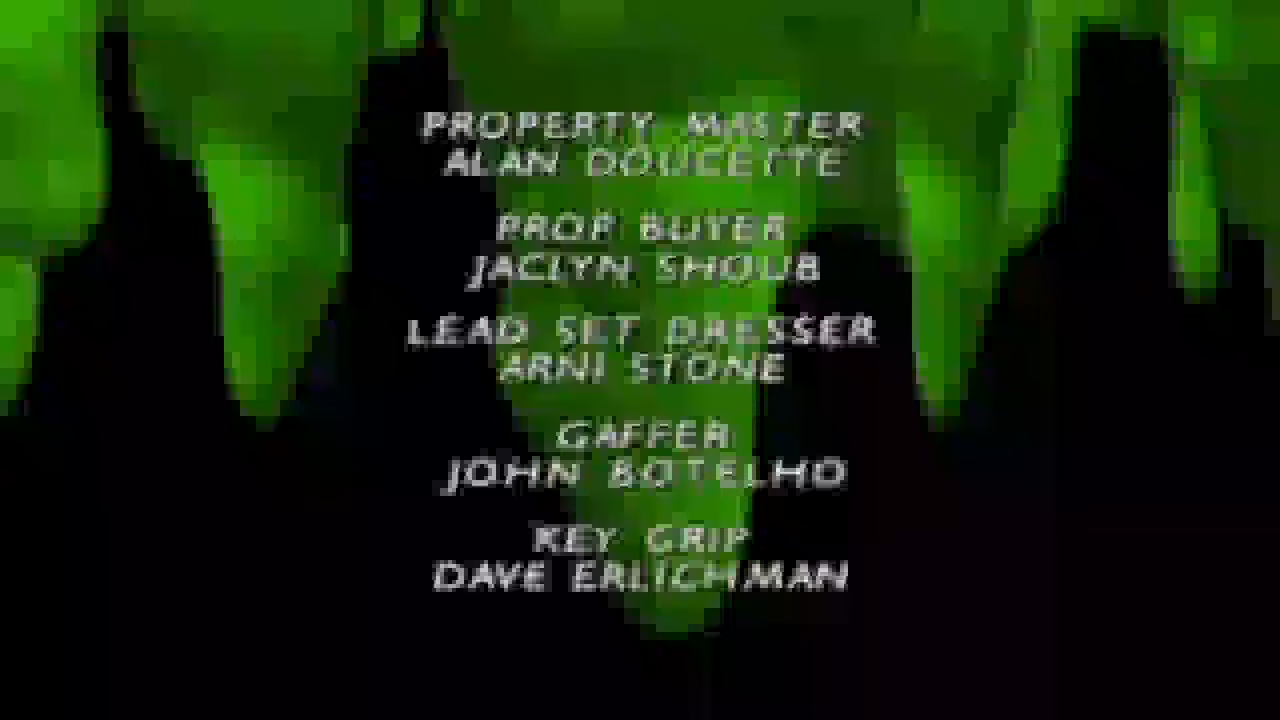 PROPERTY MASTER
ALAN DOUCETTE
PROP BUYER
JACLYN SHOUB
LEAD SET DRESSER
ARNI STONE
GAFFER
JOHN BOTELHO
KEY GRIP
DAVE ERLICHMAN